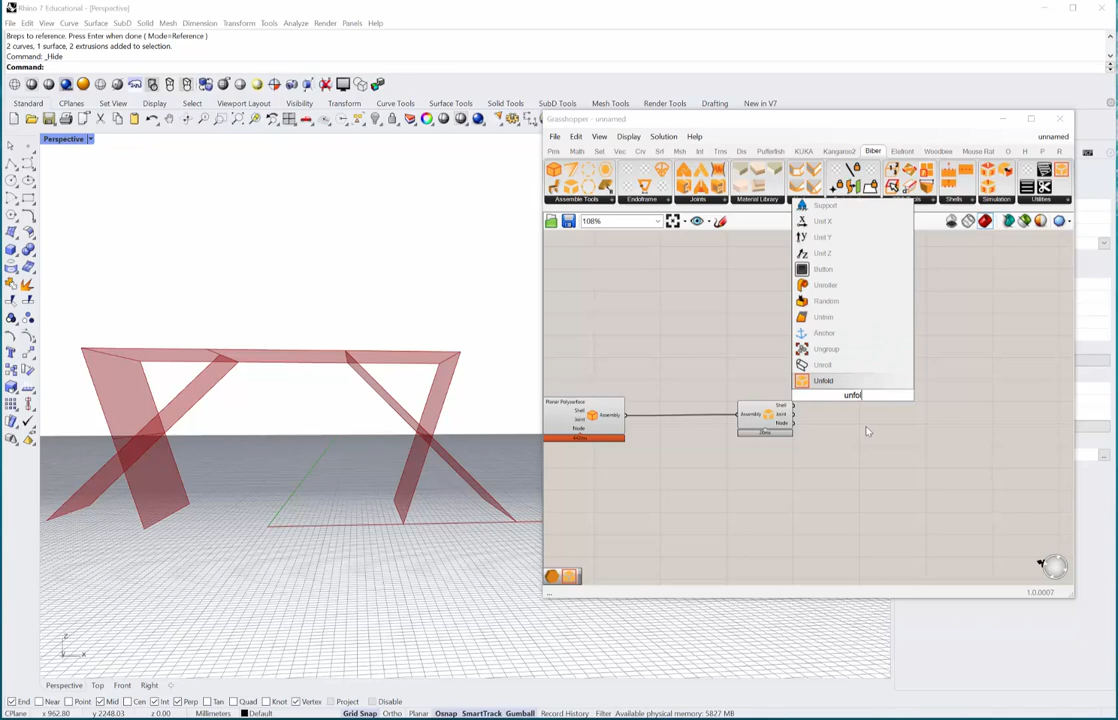 Rhino 7 Educational - [Perspective]
File Edit View Curve Surface SubD Solid Mesh Dimension Transform Tools Analyze Render Panels Help
Breps to reference. Press Enter when done ( Mode=Reference )
2 curves, 1 surface, 2 extrusions added to selection.
Command: _Hide
Command:
Standard CPlanes Set View Display Select Viewport Layout Visibility Transform Curve Tools Surface Tools Solid Tools SubD Tools Mesh Tools Render Tools Drafting New in V7
Perspective
Grasshopper - unnamed
File Edit View Display Solution Help unnamed
Prm Math Set Vec Crv Srf Msh Int Trns Dis Pufferfish KUKA Kangaroo2 Biber Elefront Woodbee Mouse Rat O H P R
Assemble Tools Endoframe Joints Material Library Shells Simulation Utilities
108%
Support
Unit X
Unit Y
Unit Z
Button
Unroller
Random
Untrim
Anchor
Ungroup
Unroll
Unfold
unfol
Planar Polysurface
Shell
Joint
Node
Assembly
442ms
Assembly
Shell
Joint
Node
26ms
... 1.0.0007
z
x
Perspective Top Front Right
End Near Point Mid Cen Int Perp Tan Quad Knot Vertex Project Disable
CPlane x 962.80 y 2248.03 z 0.00 Millimeters Default Grid Snap Ortho Planar Osnap SmartTrack Gumball Record History Filter Available physical memory: 5827 MB